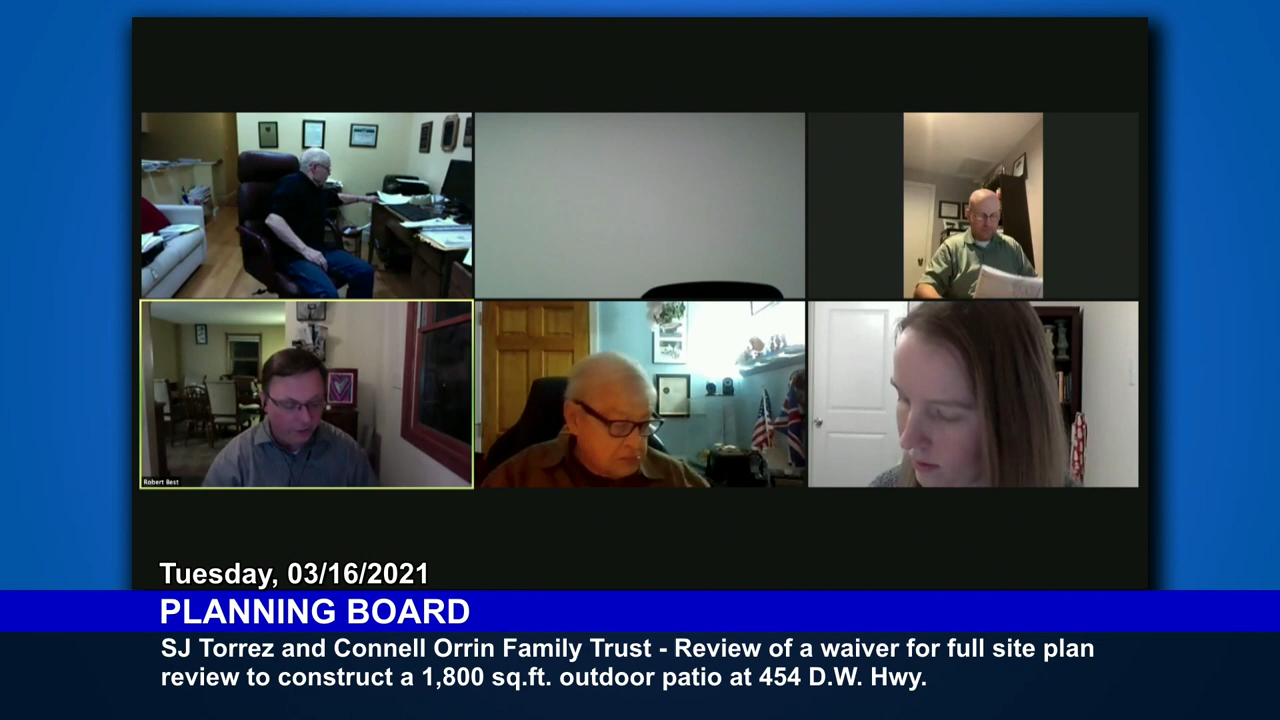 Robert Best
Tuesday, 03/16/2021
PLANNING BOARD
SJ Torrez and Connell Orrin Family Trust - Review of a waiver for full site plan
review to construct a 1,800 sq.ft. outdoor patio at 454 D.W. Hwy.